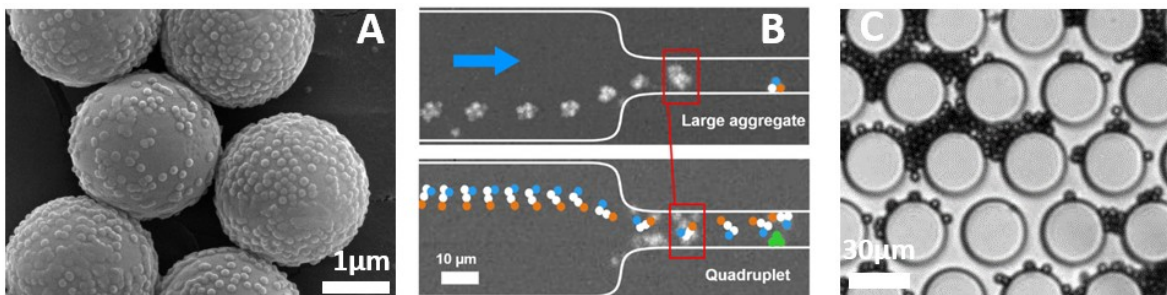 A
1μm
B
Large aggregate
10 μm
Quadruplet
C
30μm